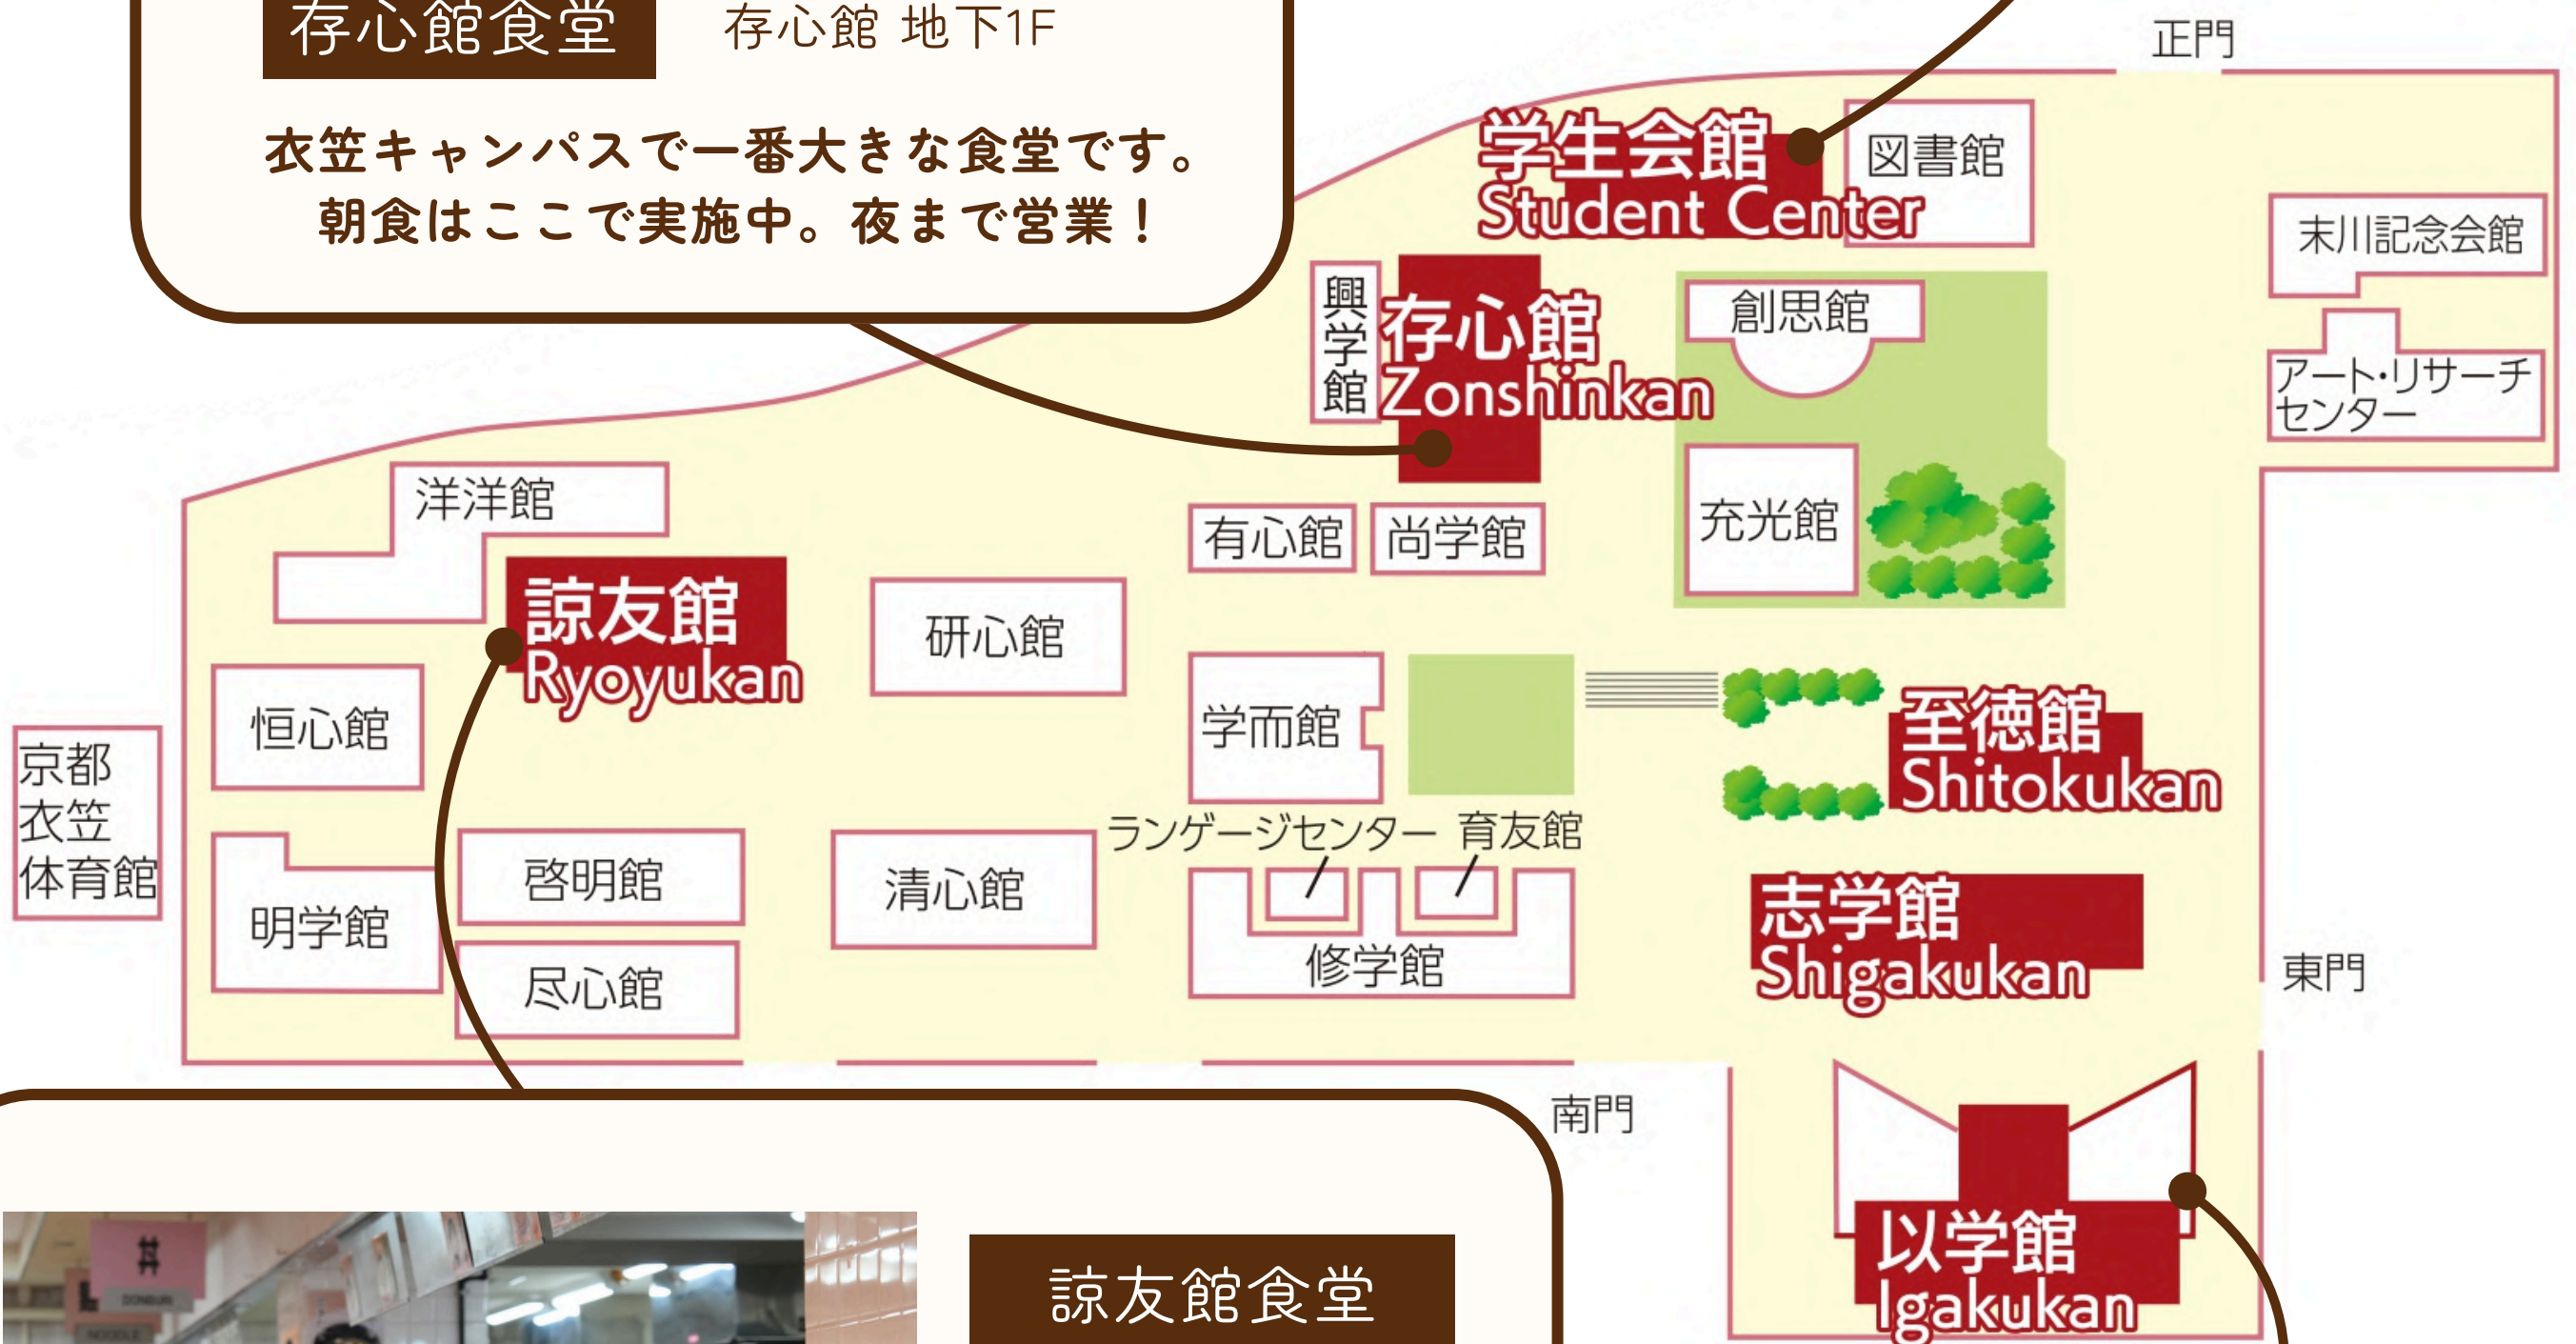 存心館食堂
存心館 地下1F
衣笠キャンパスで一番大きな食堂です。
朝食はここで実施中。夜まで営業！
正門
学生会館
Student Center
図書館
末川記念会館
興学館
存心館
Zonshinkan
創思館
アート・リサーチ
センター
洋洋館
有心館
尚学館
充光館
諒友館
Ryoyukan
研心館
恒心館
学而館
至徳館
Shitokukan
京都
衣笠
体育館
ランゲージセンター
育友館
明学館
啓明館
清心館
志学館
Shigakukan
尽心館
修学館
東門
南門
以学館
Igakukan
丼
DONBURI
NOODLE
諒友館食堂